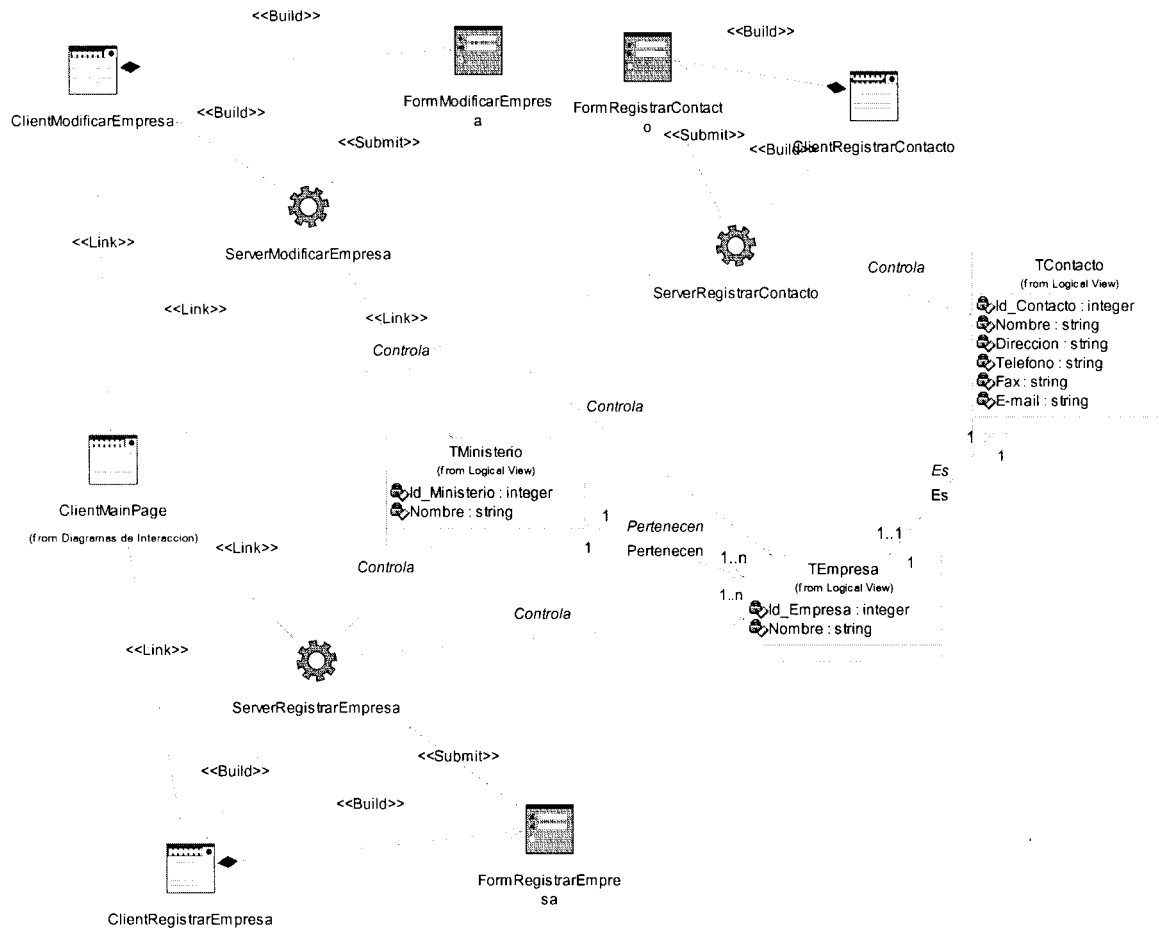 <<Build>>
<<Build>>
ClientModificarEmpresa
<<Build>>
FormModificarEmpres
a
FormRegistrarContact
o
<<Submit>>
<<Submit>>
<<Build>>
ClientRegistrarContacto
<<Link>>
ServerModificarEmpresa
ServerRegistrarContacto
Controla
TContacto
(from Logical View)
Id_Contacto : integer
Nombre : string
Direccion : string
Telefono : string
Fax : string
E-mail : string
<<Link>>
<<Link>>
Controla
Controla
1
1
TMinisterio
(from Logical View)
Id_Ministerio : integer
Nombre : string
Es
Es
ClientMainPage
(from Diagramas de Interaccion)
1
1
Pertenecen
Pertenecen
1..n
1..n
1..1
1
<<Link>>
Controla
TEmpresa
(from Logical View)
Id_Empresa : integer
Nombre : string
Controla
<<Link>>
ServerRegistrarEmpresa
<<Submit>>
<<Build>>
<<Build>>
FormRegistrarEmpre
sa
ClientRegistrarEmpresa